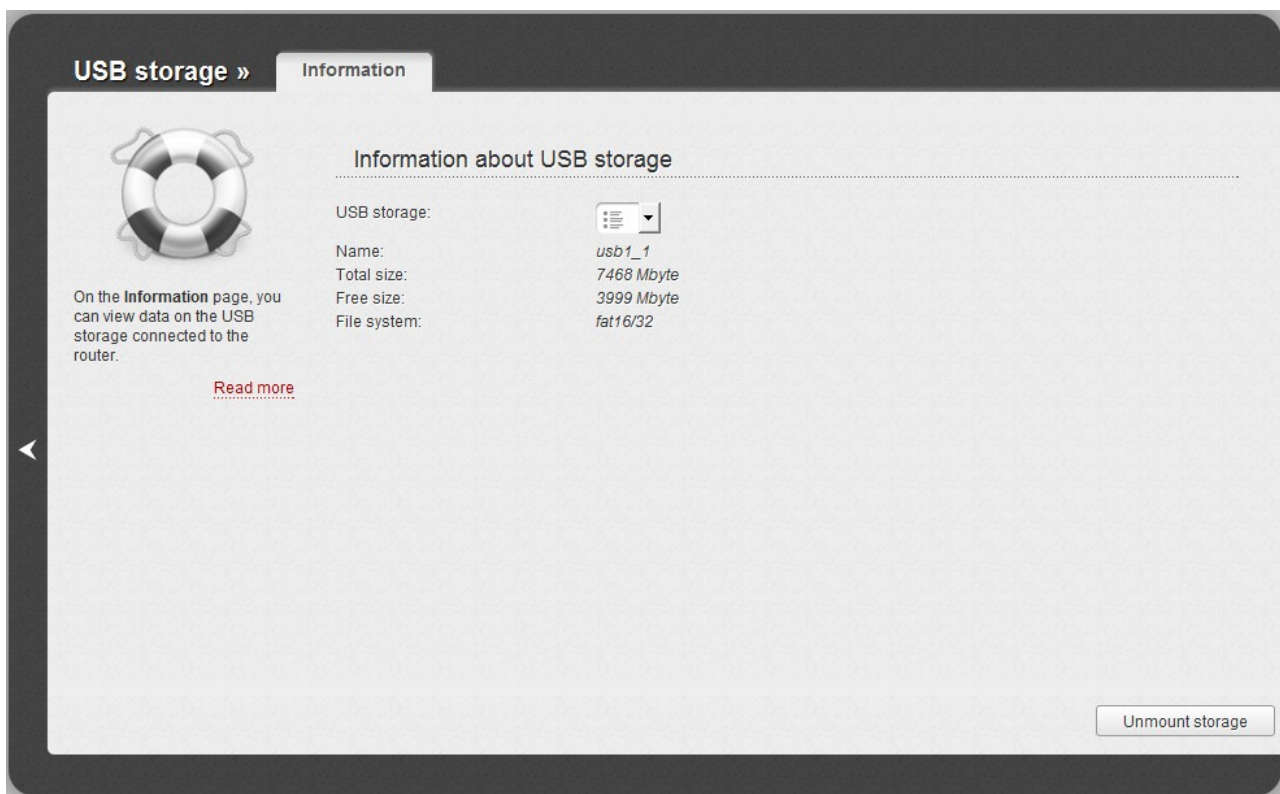 USB storage »
Information
On the Information page, you
can view data on the USB
storage connected to the
router.
Read more
Information about USB storage
USB storage:
Name: usb1_1
Total size: 7468 Mbyte
Free size: 3999 Mbyte
File system: fat16/32
Unmount storage